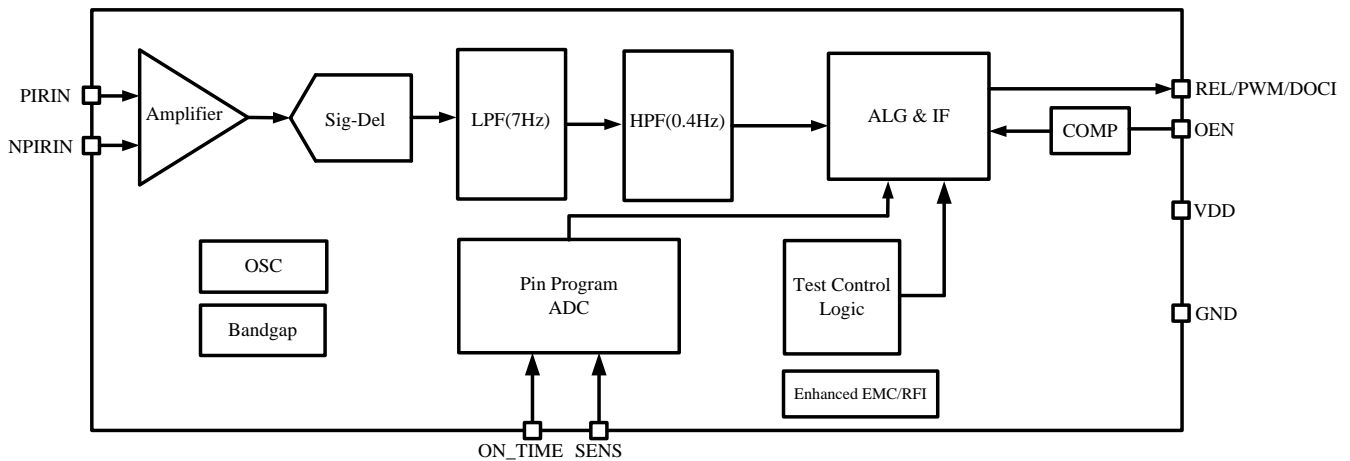 PIRIN
NPIRIN
Amplifier
Sig-Del
LPF(7Hz)
HPF(0.4Hz)
ALG & IF
REL/PWM/DOCI
COMP
OEN
VDD
OSC
Bandgap
Pin Program
ADC
Test Control
Logic
GND
Enhanced EMC/RFI
ON_TIME
SENS